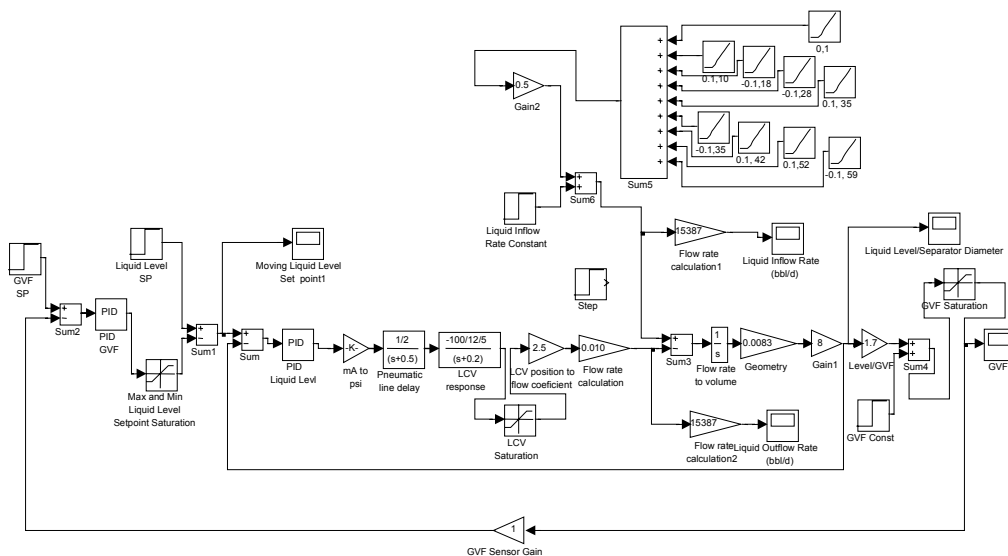 0,1
0.1,10
-0.1,18
-0.1,28
0.1, 35
-0.1,35
0.1, 42
0.1,52
-0.1, 59
+
+
+
+
+
+
+
+
+
Sum5
0.5
Gain2
+
+
Sum6
Liquid Inflow
Rate Constant
15387
Flow rate
calculation1
Liquid Inflow Rate
(bbl/d)
Liquid Level/Separator Diameter
GVF
SP
Liquid Level
SP
Moving Liquid Level
Set point1
Step
GVF Saturation
+
−
Sum2
PID
PID
GVF
Max and Min
Liquid Level
Setpoint Saturation
+
−
Sum1
+
−
Sum
PID
PID
Liquid Levl
-K-
mA to
psi
1/2
(s+0.5)
Pneumatic
line delay
-100/12/5
(s+0.2)
LCV
response
LCV
Saturation
2.5
LCV position to
flow coeficient
0.010
Flow rate
calculation
+
−
Sum3
1
s
Flow rate
to volume
0.0083
Geometry
8
Gain1
1.7
Level/GVF
+
+
Sum4
GVF
GVF Const
15387
Flow rate
calculation2
Liquid Outflow Rate
(bbl/d)
1
GVF Sensor Gain